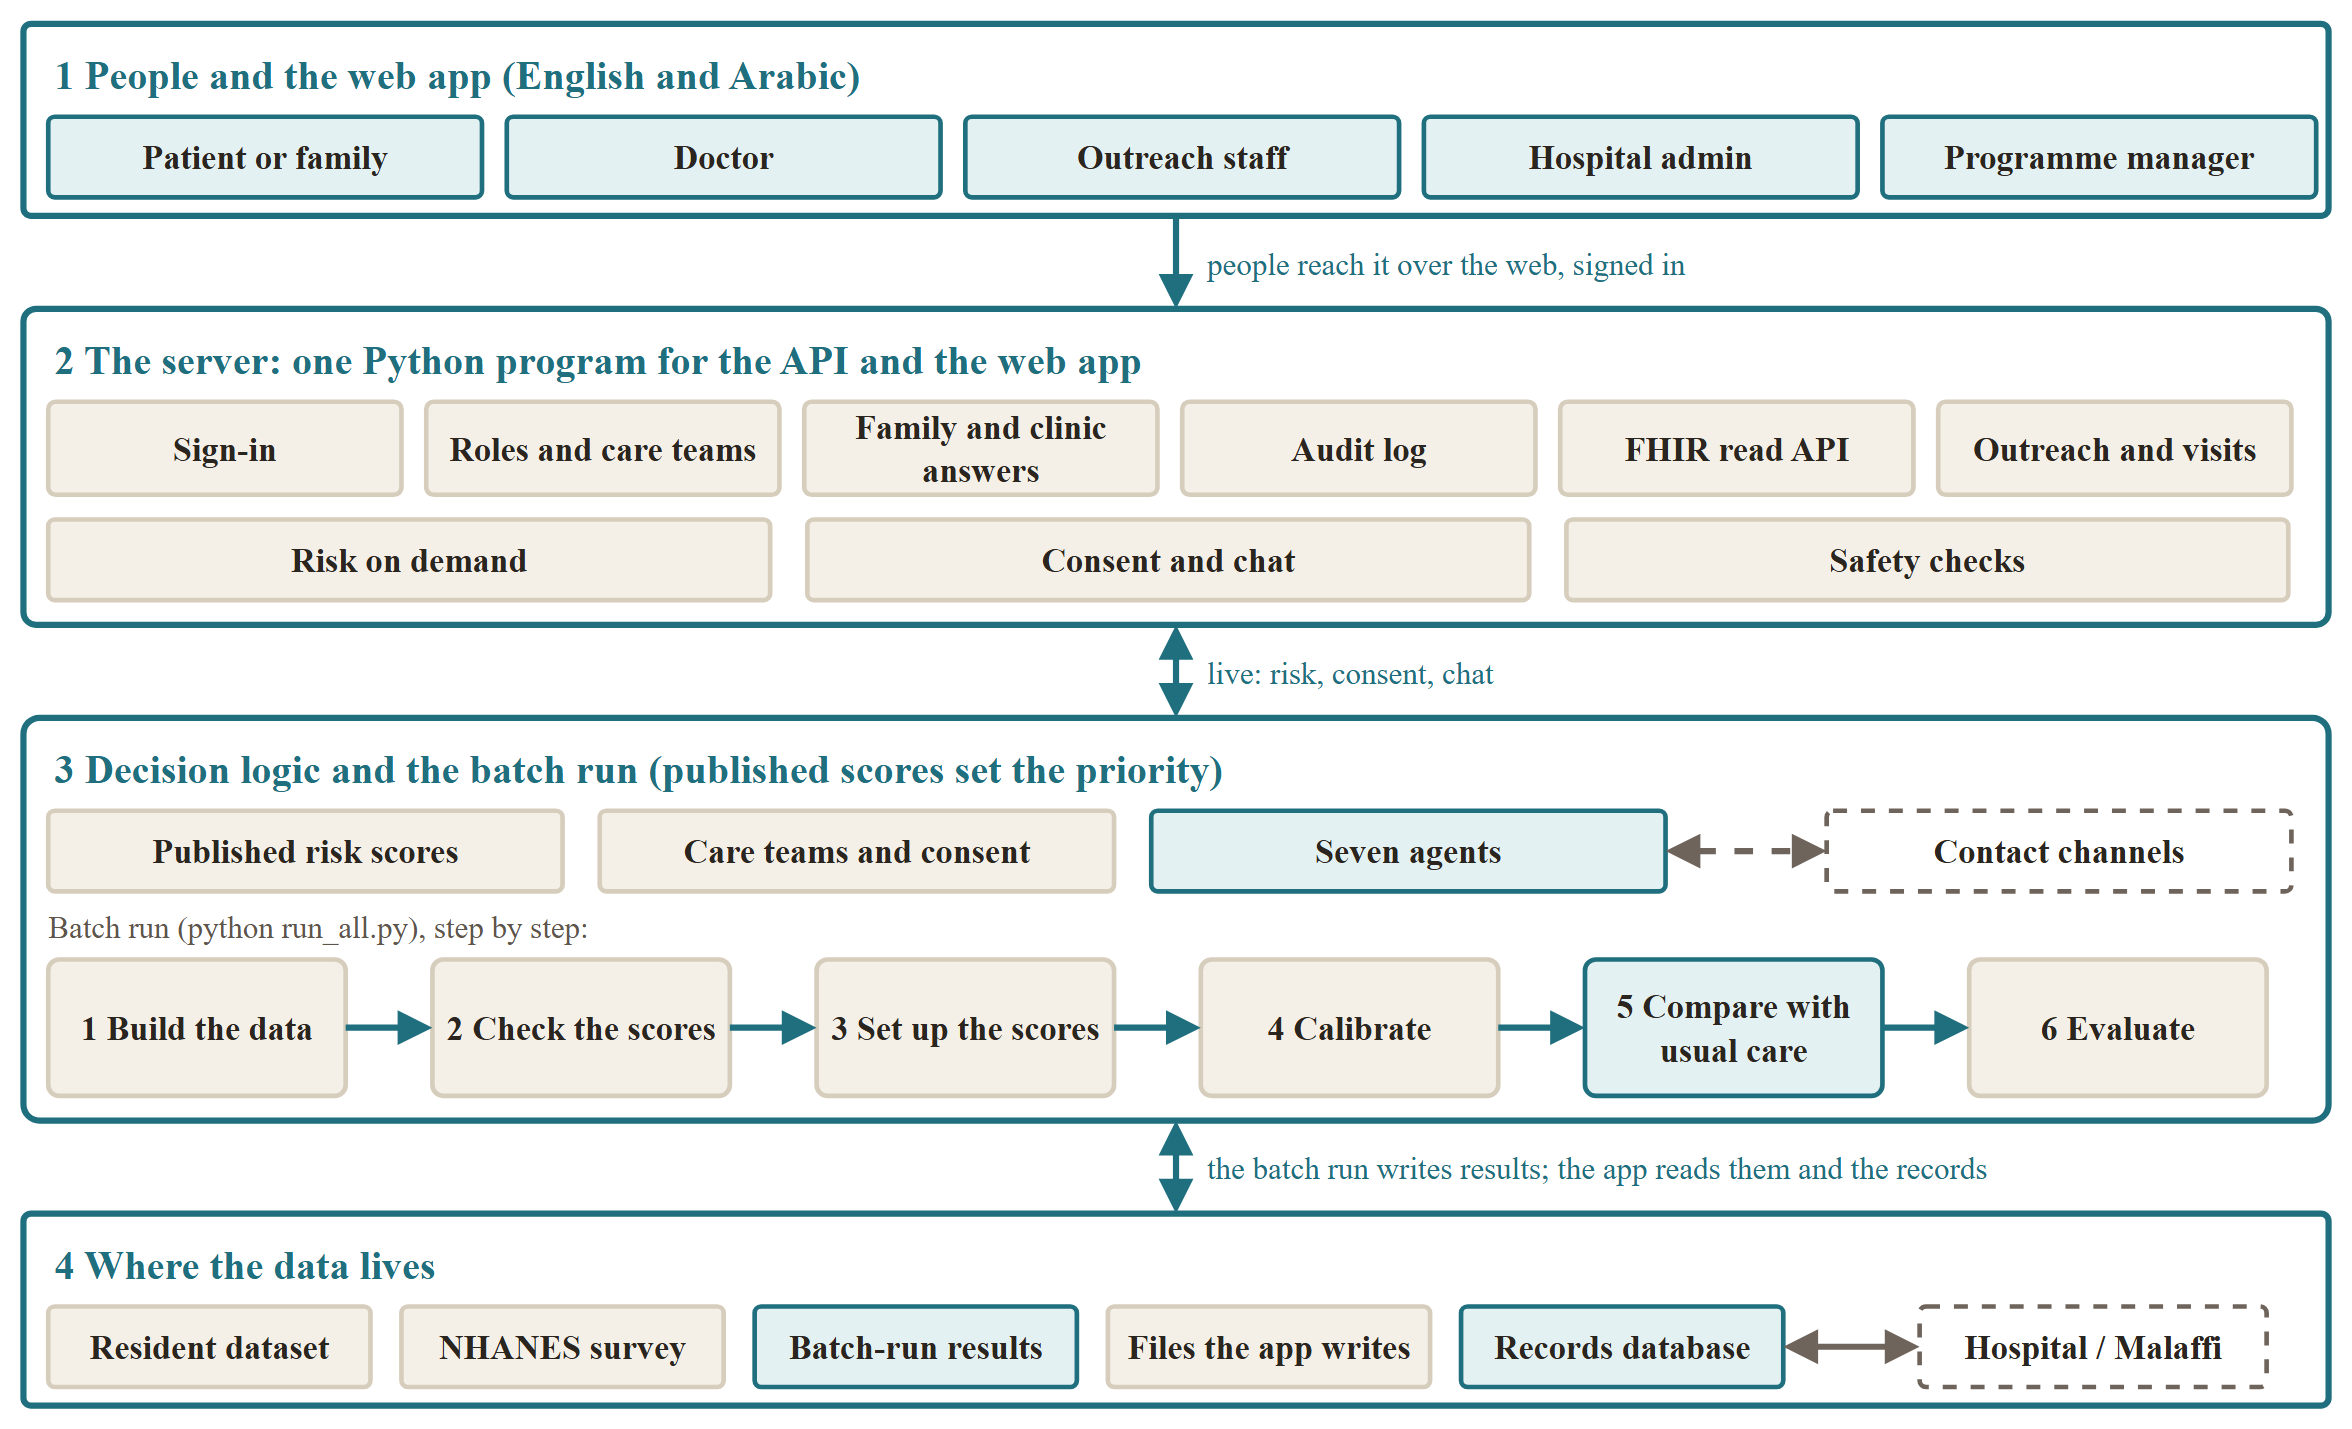 1 People and the web app (English and Arabic)
Patient or family
Doctor
Outreach staff
Hospital admin
Programme manager
people reach it over the web, signed in
2 The server: one Python program for the API and the web app
Sign-in
Roles and care teams
Family and clinic
answers
Audit log
FHIR read API
Outreach and visits
Risk on demand
Consent and chat
Safety checks
live: risk, consent, chat
3 Decision logic and the batch run (published scores set the priority)
Published risk scores
Care teams and consent
Seven agents
Contact channels
Batch run (python run_all.py), step by step:
1 Build the data
2 Check the scores
3 Set up the scores
4 Calibrate
5 Compare with
usual care
6 Evaluate
the batch run writes results; the app reads them and the records
4 Where the data lives
Resident dataset
NHANES survey
Batch-run results
Files the app writes
Records database
Hospital / Malaffi